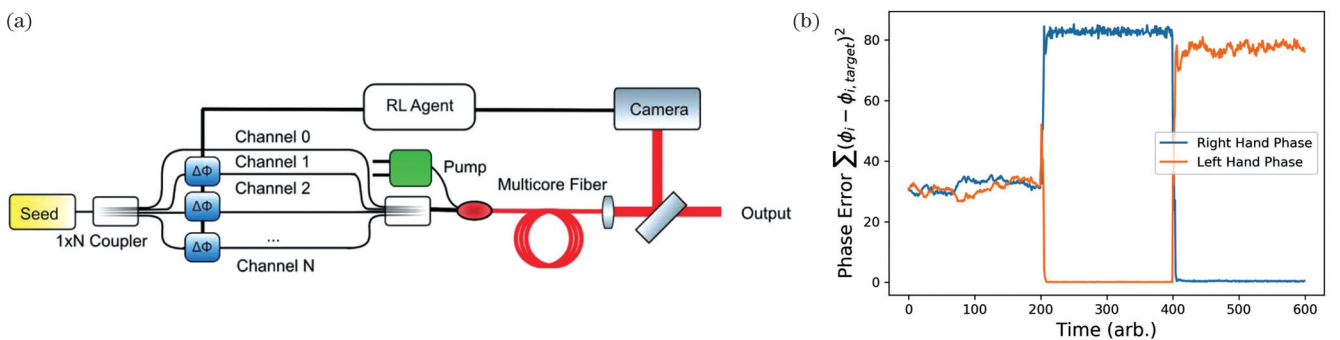 (a)
RL Agent
Camera
Channel 0
Channel 1
ΔΦ
Pump
Channel 2
Multicore Fiber
Seed
ΔΦ
Output
1xN Coupler
...
ΔΦ
Channel N
(b)
Phase Error ∑(ϕi − ϕi,target)²
80
60
40
20
0
Right Hand Phase
Left Hand Phase
0 100 200 300 400 500 600
Time (arb.)